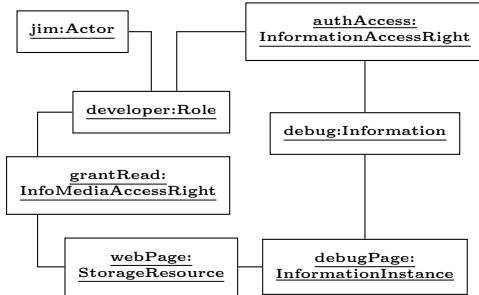 jim:Actor
authAccess:
InformationAccessRight
developer:Role
debug:Information
grantRead:
InfoMediaAccessRight
webPage:
StorageResource
debugPage:
InformationInstance